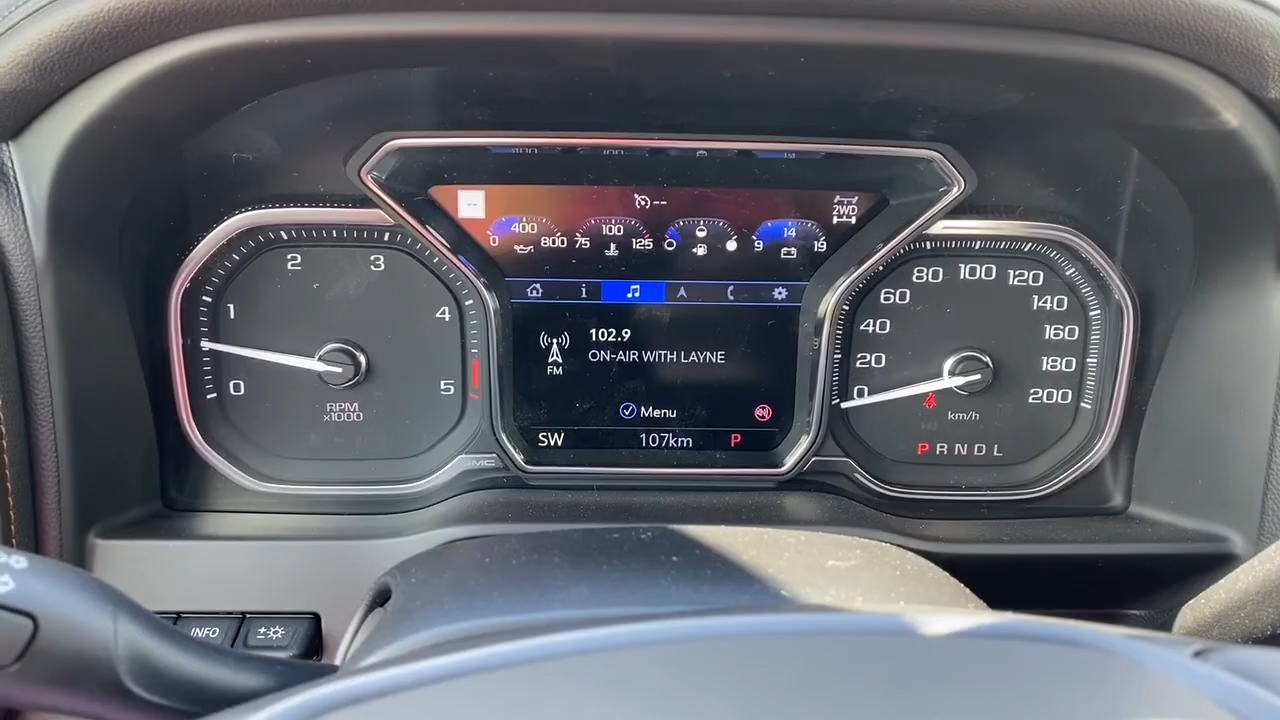 --
--
2WD
0 400 800
75 100 125
9 14 19
102.9
ON-AIR WITH LAYNE
FM
Menu
SW 107km P
0 1 2 3 4 5
RPM
x1000
0 20 40 60 80 100 120 140 160 180 200
km/h
P R N D L
GMC
INFO